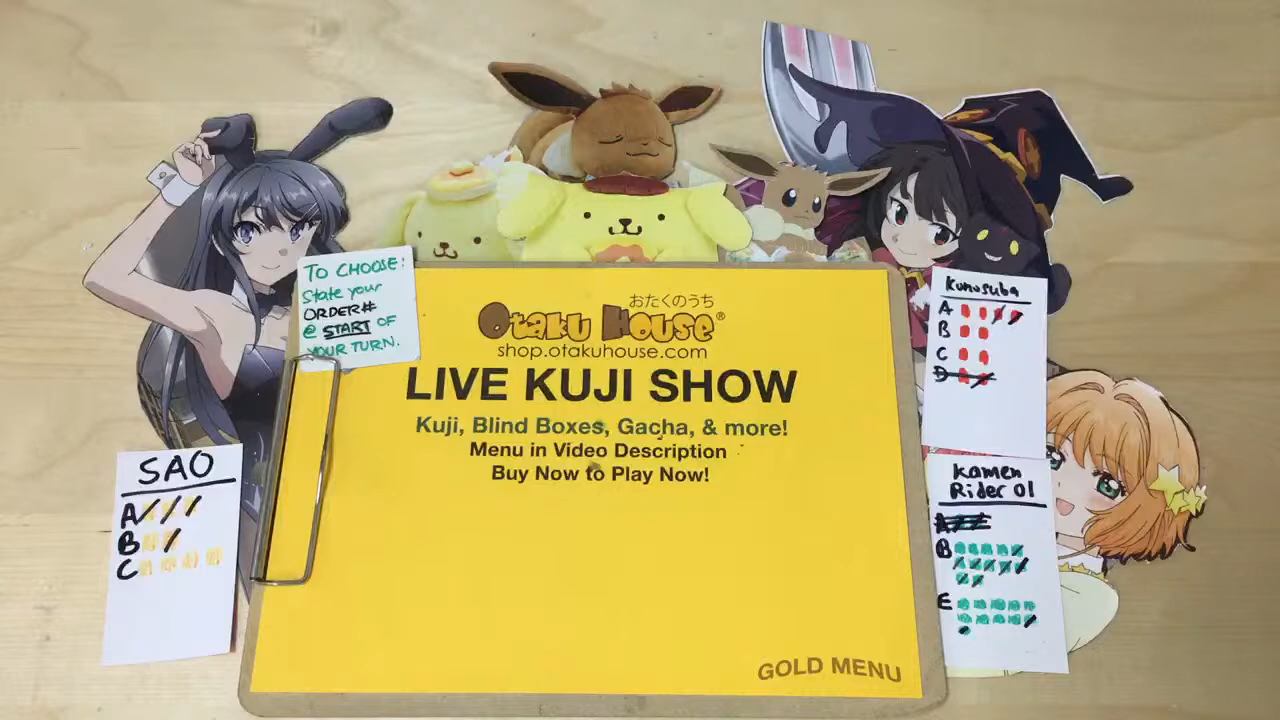 TO CHOOSE:
State your
ORDER#
@ START OF
YOUR TURN.
おたくのうち
Otaku House®
shop.otakuhouse.com
LIVE KUJI SHOW
Kuji, Blind Boxes, Gacha, & more!
Menu in Video Description
Buy Now to Play Now!
GOLD MENU
SAO
A
B
C
Konosuba
A
B
C
D
Kamen
Rider 01
A
B
E